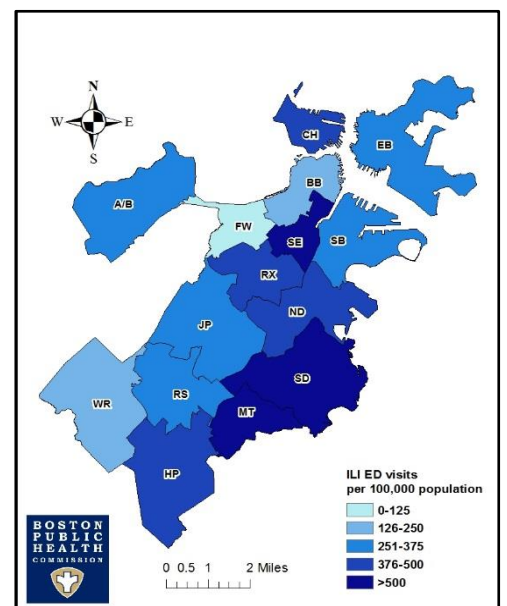 N
W E
S
CH
EB
BB
A/B
FW
SE
SB
RX
ND
JP
SD
WR
RS
MT
HP
ILI ED visits
per 100,000 population
0-125
126-250
251-375
376-500
>500
BOSTON
PUBLIC
HEALTH
COMMISSION
0 0.5 1 2 Miles